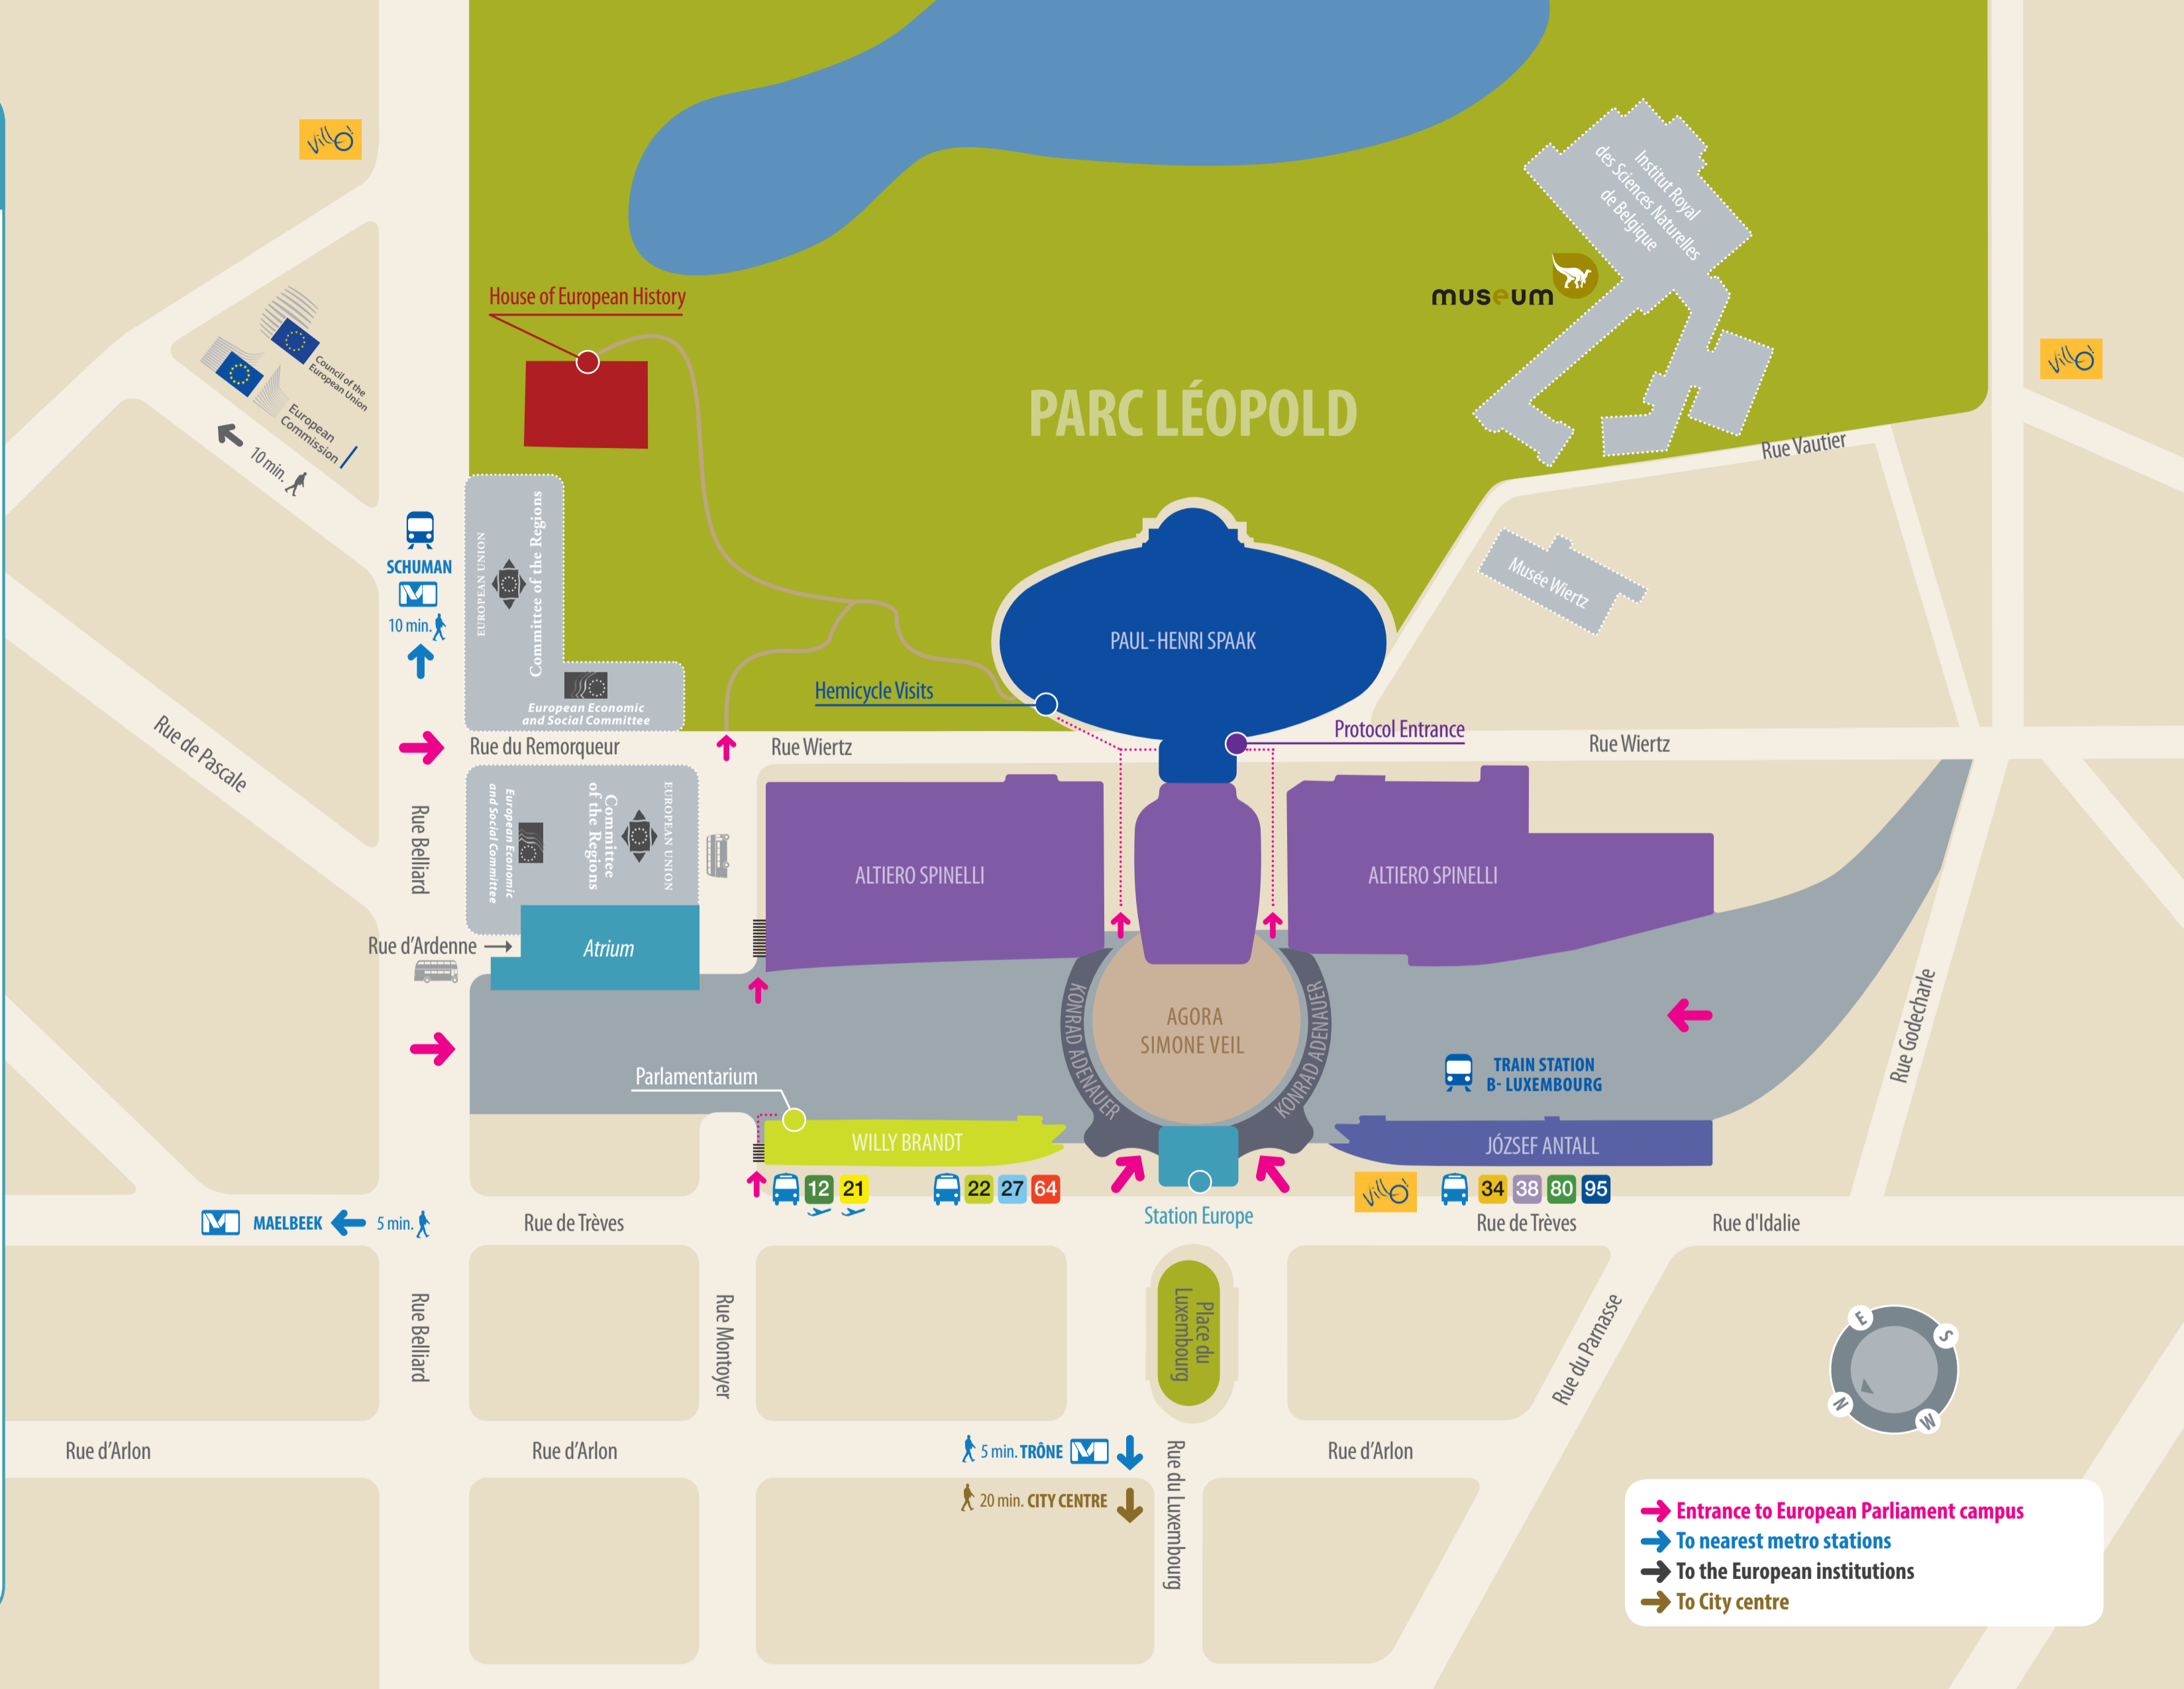 Villo!
Institut Royal
des Sciences Naturelles
de Belgique
museum
House of European History
Council of the
European Union
European
Commission
10 min.
Villo!
PARC LÉOPOLD
Rue Vautier
SCHUMAN
M
10 min.
EUROPEAN UNION
Committee of the Regions
European Economic
and Social Committee
Musée Wiertz
PAUL-HENRI SPAAK
Hemicycle Visits
Protocol Entrance
Rue de Pascale
Rue du Remorqueur
Rue Wiertz
Rue Wiertz
Rue Belliard
European Economic
and Social Committee
Committee
of the Regions
EUROPEAN UNION
ALTIERO SPINELLI
ALTIERO SPINELLI
Rue d'Ardenne
Atrium
KONRAD ADENAUER
AGORA
SIMONE VEIL
KONRAD ADENAUER
Rue Godecharle
Parlamentarium
TRAIN STATION
B- LUXEMBOURG
WILLY BRANDT
JÓZSEF ANTALL
12 21
22 27 64
Villo!
34 38 80 95
M MAELBEEK 5 min.
Rue de Trèves
Station Europe
Rue de Trèves
Rue d'Idalie
Rue Belliard
Rue Montoyer
Place du
Luxembourg
Rue du Parnasse
E
S
N
W
Rue d'Arlon
Rue d'Arlon
5 min. TRÔNE M
Rue d'Arlon
20 min. CITY CENTRE
Rue du Luxembourg
Entrance to European Parliament campus
To nearest metro stations
To the European institutions
To City centre